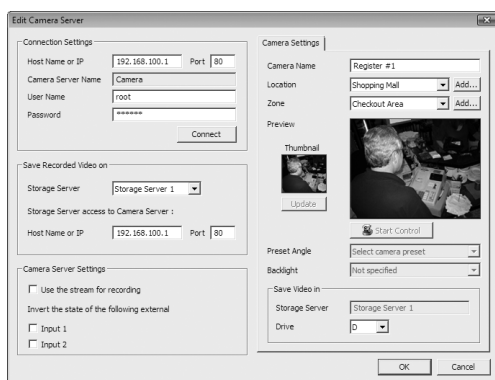 Edit Camera Server
Connection Settings
Host Name or IP 192.168.100.1 Port 80
Camera Server Name Camera
User Name root
Password ******
Connect
Save Recorded Video on
Storage Server Storage Server 1
Storage Server access to Camera Server :
Host Name or IP 192.168.100.1 Port 80
Camera Server Settings
Use the stream for recording
Invert the state of the following external
Input 1
Input 2
Camera Settings
Camera Name Register #1
Location Shopping Mall Add...
Zone Checkout Area Add...
Preview
Thumbnail
Update
Start Control
Preset Angle Select camera preset
Backlight Not specified
Save Video in
Storage Server Storage Server 1
Drive D
OK Cancel